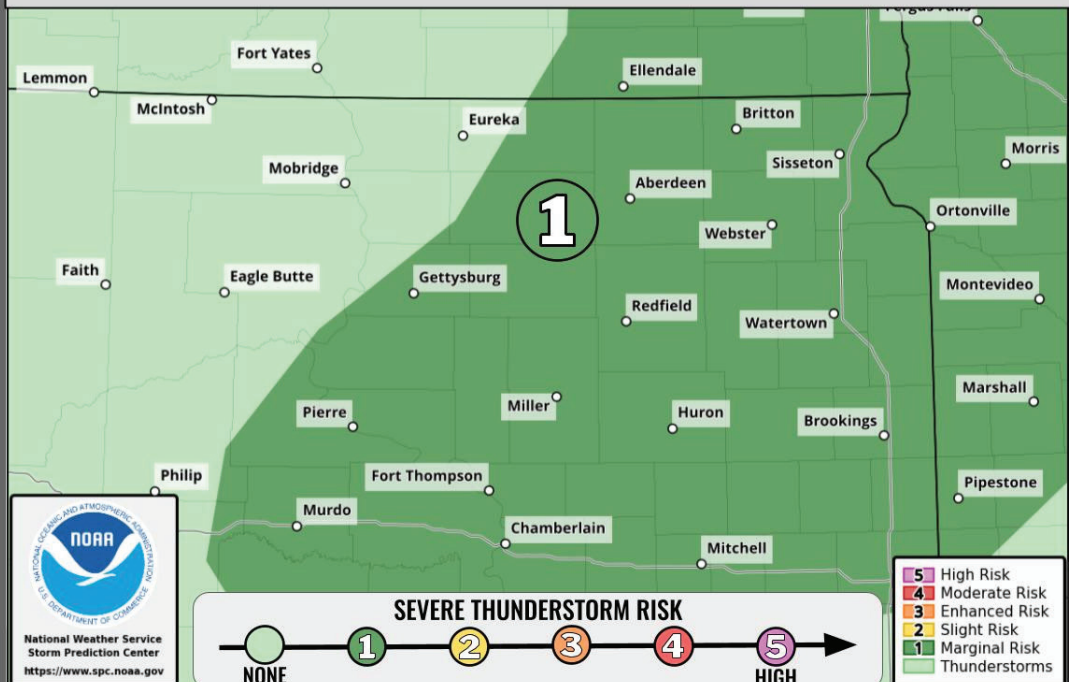 Fergus Falls
Fort Yates
Lemmon
McIntosh
Ellendale
Eureka
Britton
Sisseton
Morris
Mobridge
Aberdeen
1
Webster
Ortonville
Faith
Eagle Butte
Gettysburg
Montevideo
Redfield
Watertown
Marshall
Pierre
Miller
Huron
Brookings
Philip
Fort Thompson
Pipestone
Murdo
Chamberlain
Mitchell
NATIONAL OCEANIC AND ATMOSPHERIC ADMINISTRATION
NOAA
U.S. DEPARTMENT OF COMMERCE
National Weather Service
Storm Prediction Center
https://www.spc.noaa.gov
SEVERE THUNDERSTORM RISK
1 2 3 4 5
NONE HIGH
5 High Risk
4 Moderate Risk
3 Enhanced Risk
2 Slight Risk
1 Marginal Risk
Thunderstorms